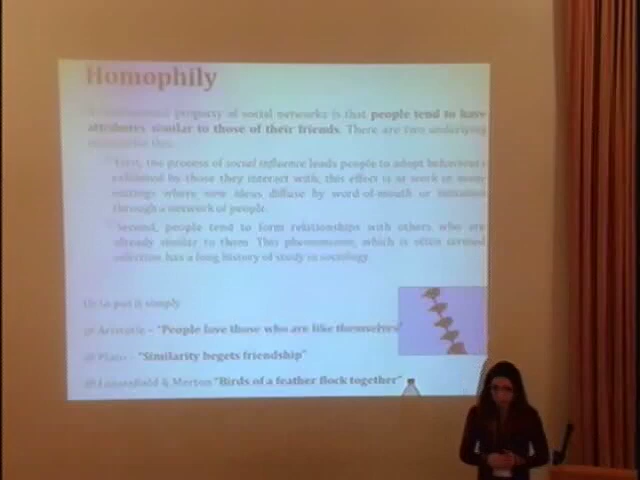 Homophily
property of social networks is that people tend to have
attributes similar to those of their friends. There are two underlying
First, the process of social influence leads people to adopt behaviours
exhibited by those they interact with, this effect is at work in many
settings where new ideas diffuse by word-of-mouth or imitation
through a network of people.
Second, people tend to form relationships with others who are
already similar to them. This phenomenon, which is often termed
selection has a long history of study in sociology.
Or to put it simply
Aristotle – "People love those who are like themselves"
Plato – "Similarity begets friendship"
& Merton "Birds of a feather flock together"